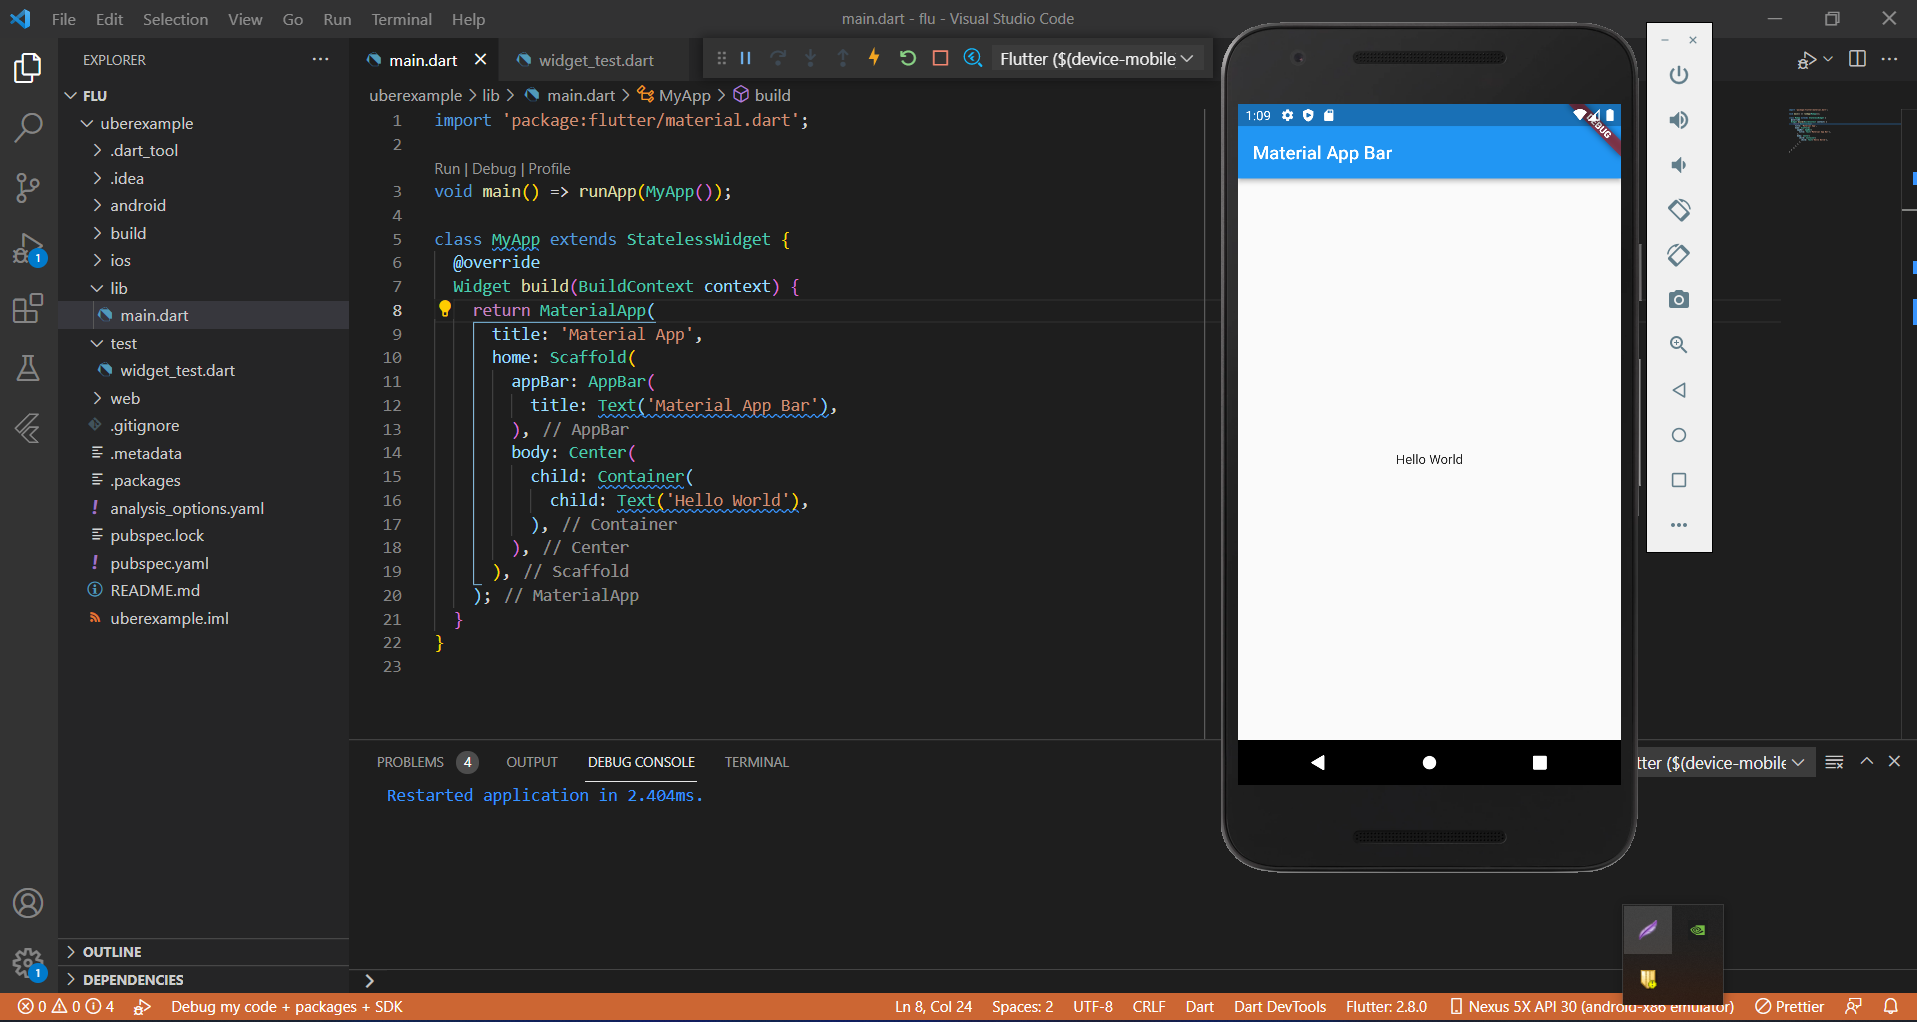 File Edit Selection View Go Run Terminal Help
main.dart - flu - Visual Studio Code
EXPLORER
FLU
uberexample
.dart_tool
.idea
android
build
ios
lib
main.dart
test
widget_test.dart
web
.gitignore
.metadata
.packages
analysis_options.yaml
pubspec.lock
pubspec.yaml
README.md
uberexample.iml
OUTLINE
DEPENDENCIES
main.dart
widget_test.dart
Flutter ($(device-mobile
uberexample > lib > main.dart > MyApp > build
1 import 'package:flutter/material.dart';
2
Run | Debug | Profile
3 void main() => runApp(MyApp());
4
5 class MyApp extends StatelessWidget {
6 @override
7 Widget build(BuildContext context) {
8 return MaterialApp(
9 title: 'Material App',
10 home: Scaffold(
11 appBar: AppBar(
12 title: Text('Material App Bar'),
13 ), // AppBar
14 body: Center(
15 child: Container(
16 child: Text('Hello World'),
17 ), // Container
18 ), // Center
19 ), // Scaffold
20 ); // MaterialApp
21 }
22 }
23
PROBLEMS 4 OUTPUT DEBUG CONSOLE TERMINAL
tter ($(device-mobile
Restarted application in 2.404ms.
1:09
DEBUG
Material App Bar
Hello World
1
1
0 0 4
Debug my code + packages + SDK
Ln 8, Col 24
Spaces: 2
UTF-8
CRLF
Dart
Dart DevTools
Flutter: 2.8.0
Nexus 5X API 30 (android-x86 emulator)
Prettier